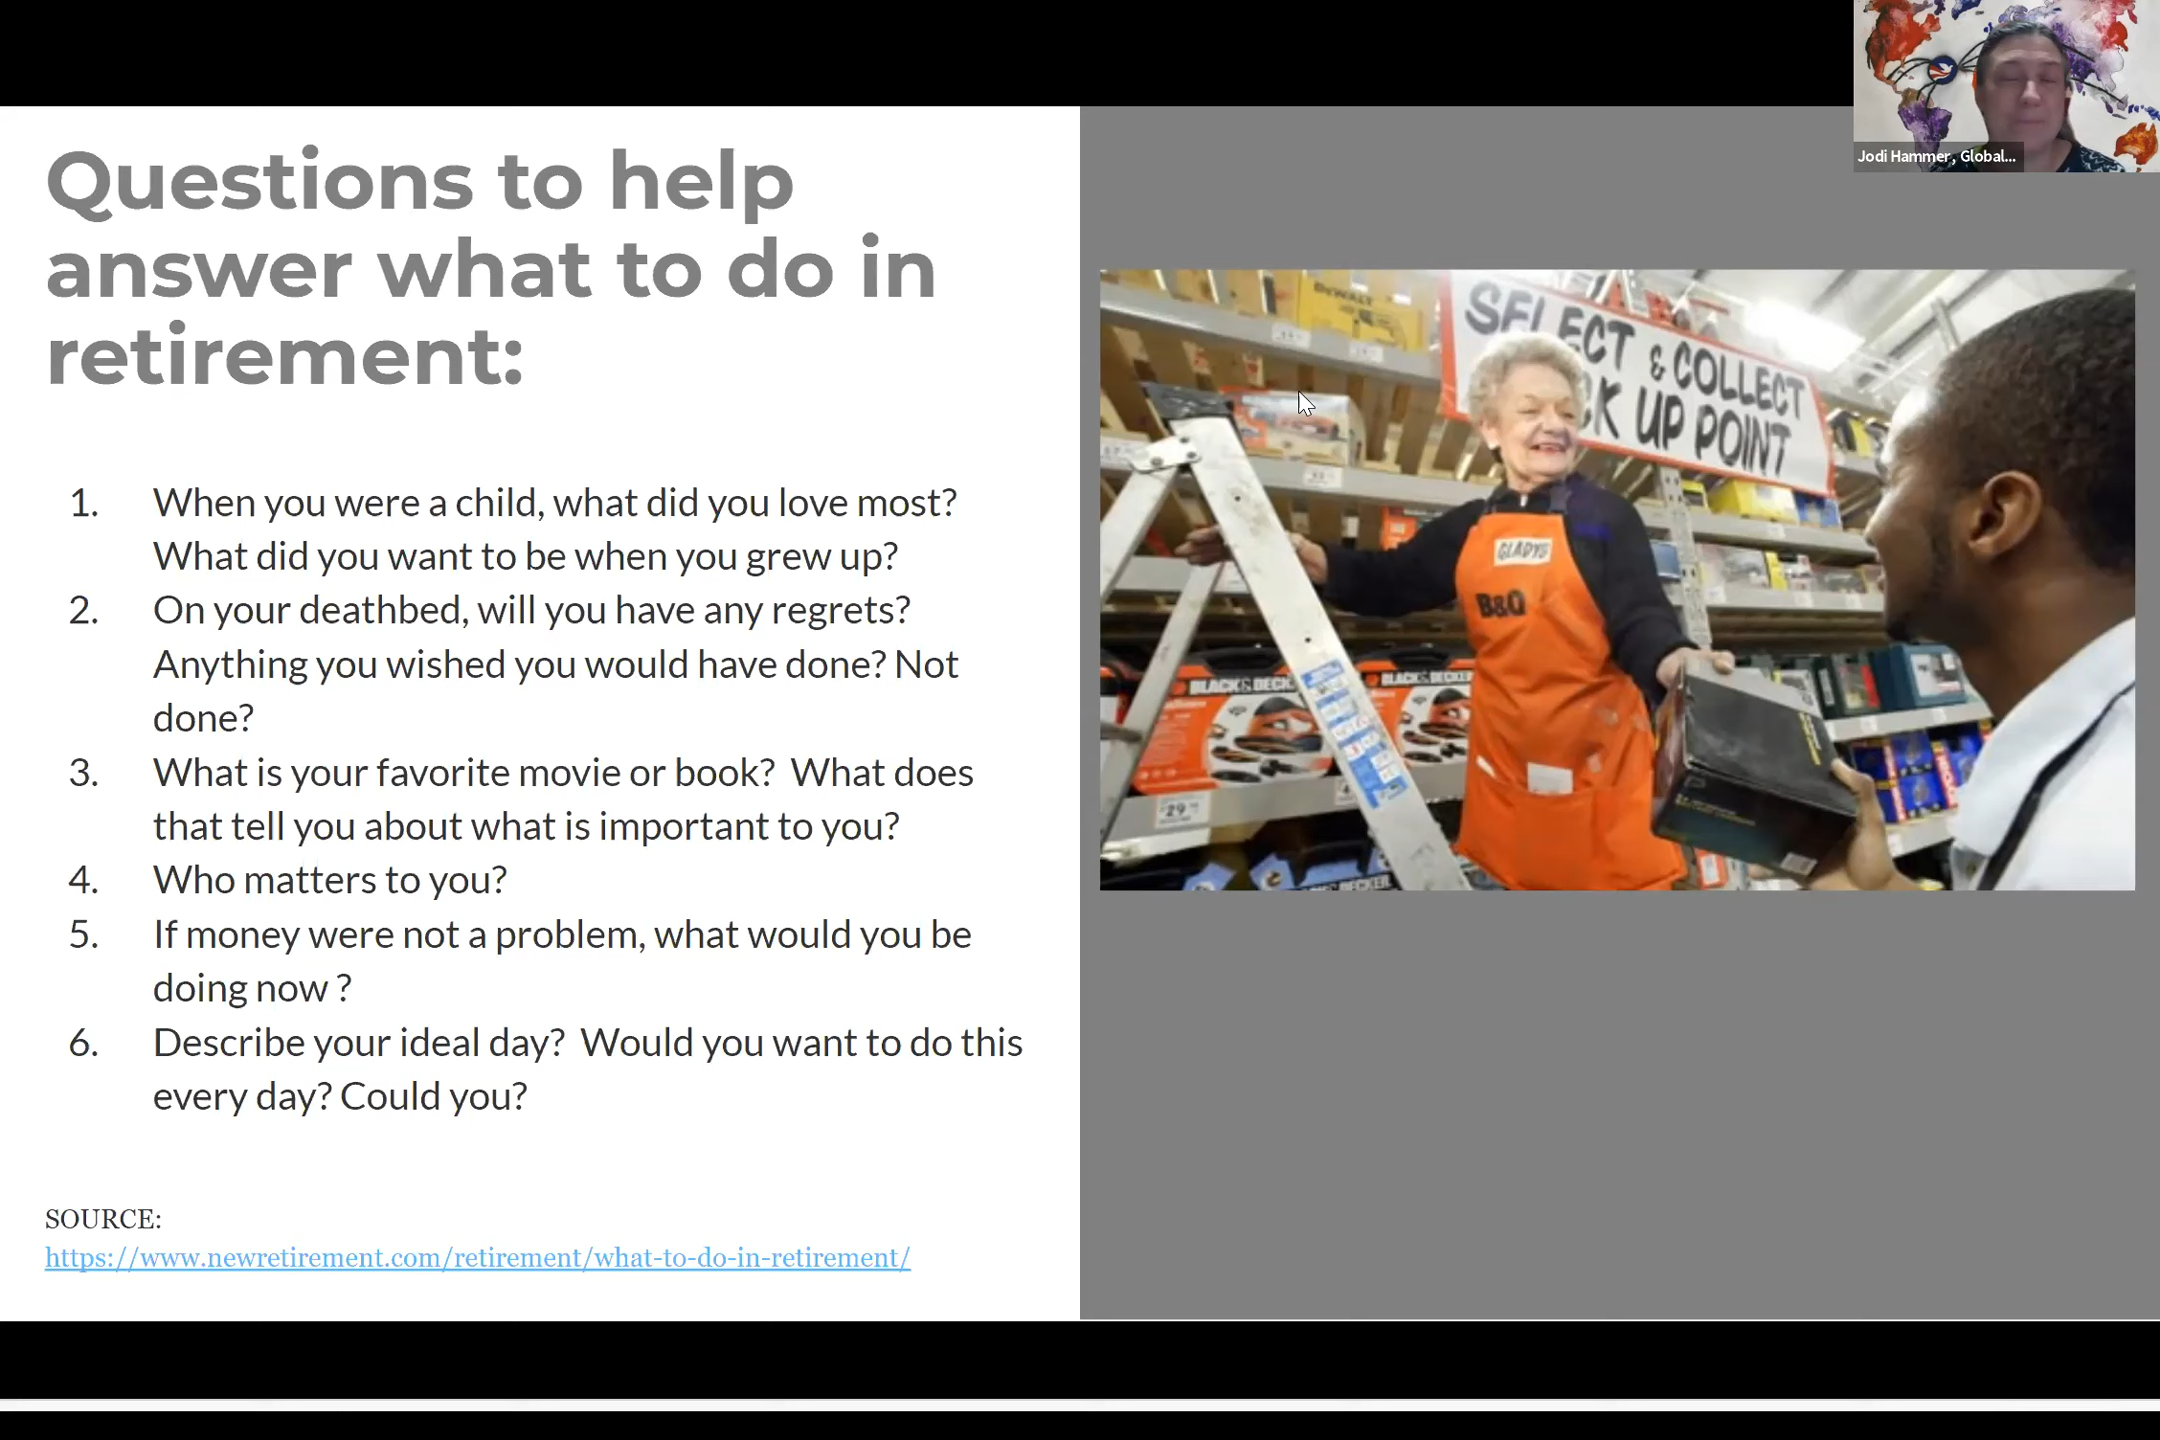 Jodi Hammer, Global...
Questions to help
answer what to do in
retirement:
1. When you were a child, what did you love most?
What did you want to be when you grew up?
2. On your deathbed, will you have any regrets?
Anything you wished you would have done? Not
done?
3. What is your favorite movie or book?  What does
that tell you about what is important to you?
4. Who matters to you?
5. If money were not a problem, what would you be
doing now ?
6. Describe your ideal day?  Would you want to do this
every day? Could you?
SOURCE:
https://www.newretirement.com/retirement/what-to-do-in-retirement/
DEWALT
SELECT & COLLECT
CK UP POINT
GLADYS
B&Q
BLACK & DECK
BLACK & DECKER
29